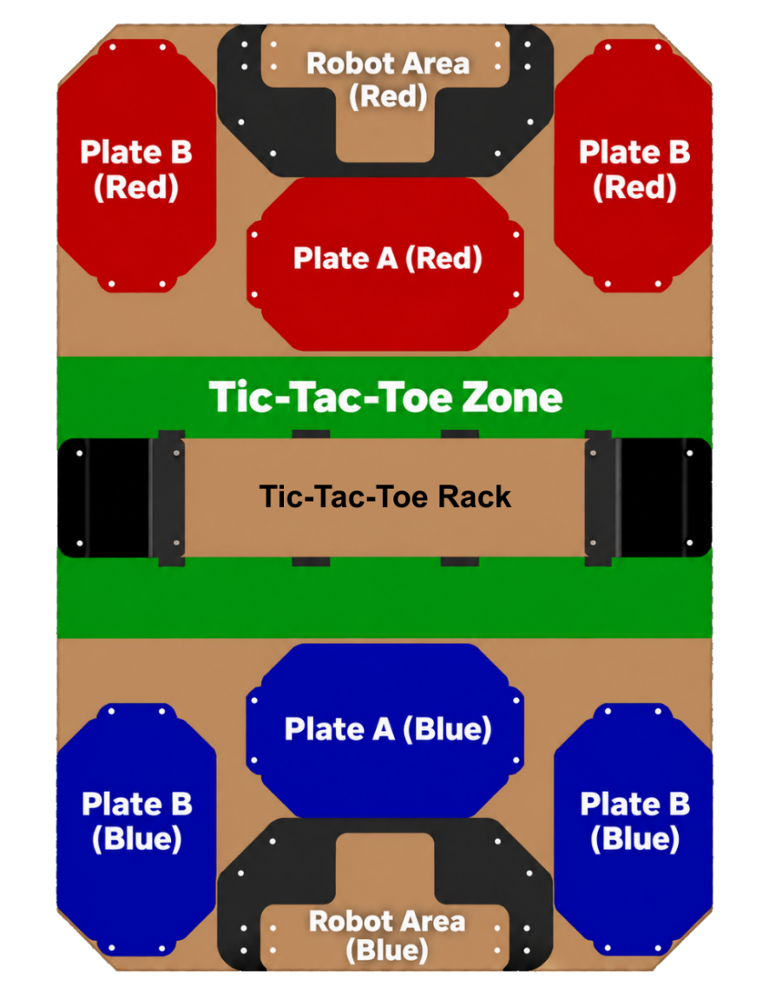 Robot Area
(Red)
Plate B
(Red)
Plate B
(Red)
Plate A (Red)
Tic-Tac-Toe Zone
Tic-Tac-Toe Rack
Plate A (Blue)
Plate B
(Blue)
Plate B
(Blue)
Robot Area
(Blue)